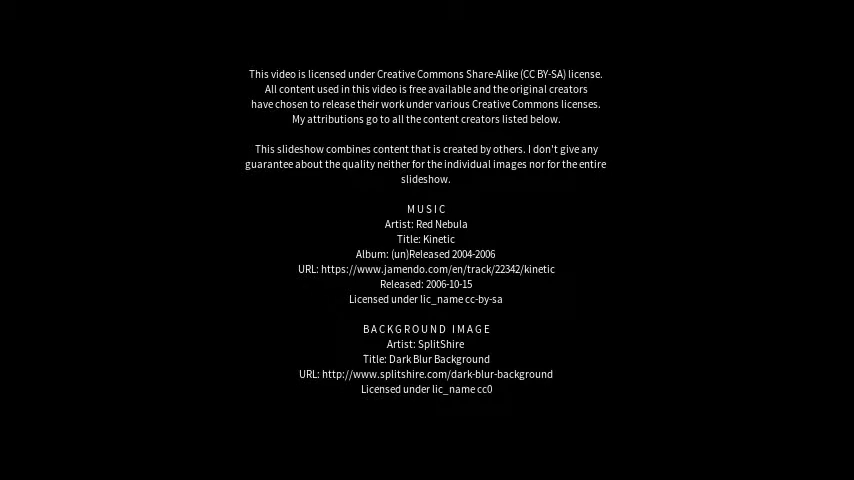 This video is licensed under Creative Commons Share-Alike (CC BY-SA) license.
All content used in this video is free available and the original creators
have chosen to release their work under various Creative Commons licenses.
My attributions go to all the content creators listed below.
This slideshow combines content that is created by others. I don't give any
guarantee about the quality neither for the individual images nor for the entire
slideshow.
MUSIC
Artist: Red Nebula
Title: Kinetic
Album: (un)Released 2004-2006
URL: https://www.jamendo.com/en/track/22342/kinetic
Released: 2006-10-15
Licensed under lic_name cc-by-sa
BACKGROUND IMAGE
Artist: SplitShire
Title: Dark Blur Background
URL: http://www.splitshire.com/dark-blur-background
Licensed under lic_name cc0